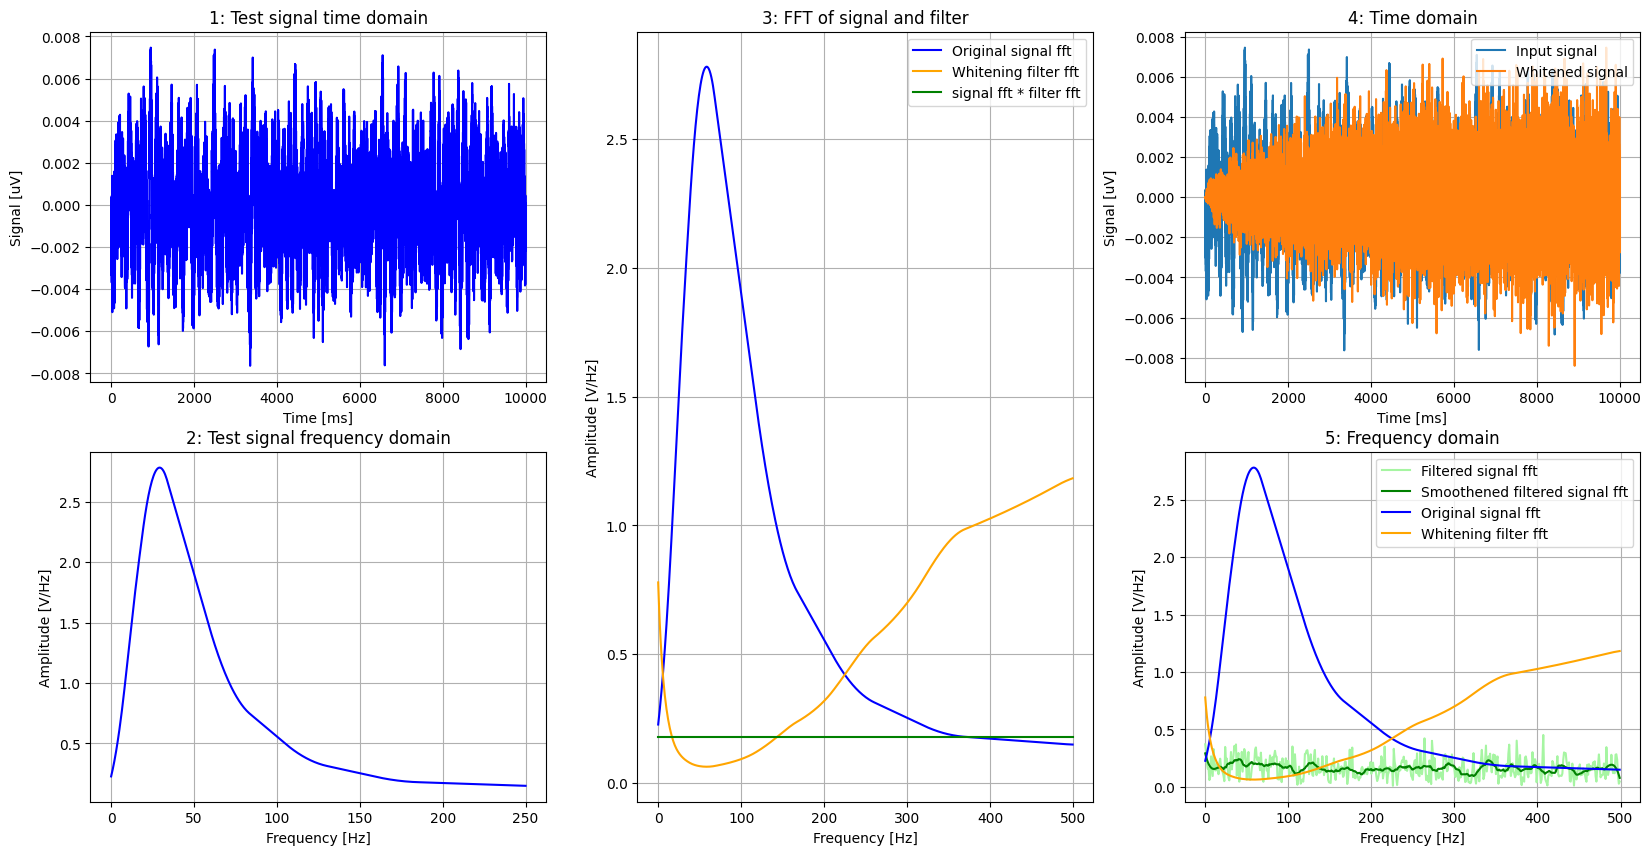 1: Test signal time domain
0.008
0.006
0.004
0.002
0.000
−0.002
−0.004
−0.006
−0.008
Signal [uV]
0 2000 4000 6000 8000 10000
Time [ms]
2: Test signal frequency domain
2.5
2.0
1.5
1.0
0.5
Amplitude [V/Hz]
0 50 100 150 200 250
Frequency [Hz]
3: FFT of signal and filter
Original signal fft
Whitening filter fft
signal fft * filter fft
2.5
2.0
1.5
1.0
0.5
0.0
Amplitude [V/Hz]
0 100 200 300 400 500
Frequency [Hz]
4: Time domain
Input signal
Whitened signal
0.008
0.006
0.004
0.002
0.000
−0.002
−0.004
−0.006
−0.008
Signal [uV]
0 2000 4000 6000 8000 10000
Time [ms]
5: Frequency domain
Filtered signal fft
Smoothened filtered signal fft
Original signal fft
Whitening filter fft
2.5
2.0
1.5
1.0
0.5
0.0
Amplitude [V/Hz]
0 100 200 300 400 500
Frequency [Hz]